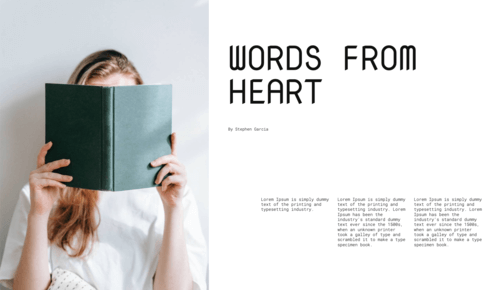 WORDS FROM
HEART
By Stephen Garcia
Lorem Ipsum is simply dummy
text of the printing and
typesetting industry.
Lorem Ipsum is simply dummy
text of the printing and
typesetting industry. Lorem
Ipsum has been the
industry's standard dummy
text ever since the 1500s,
when an unknown printer
took a galley of type and
scrambled it to make a type
specimen book.
Lorem Ipsum is simply dummy
text of the printing and
typesetting industry. Lorem
Ipsum has been the
industry's standard dummy
text ever since the 1500s,
when an unknown printer
took a galley of type and
scrambled it to make a type
specimen book.